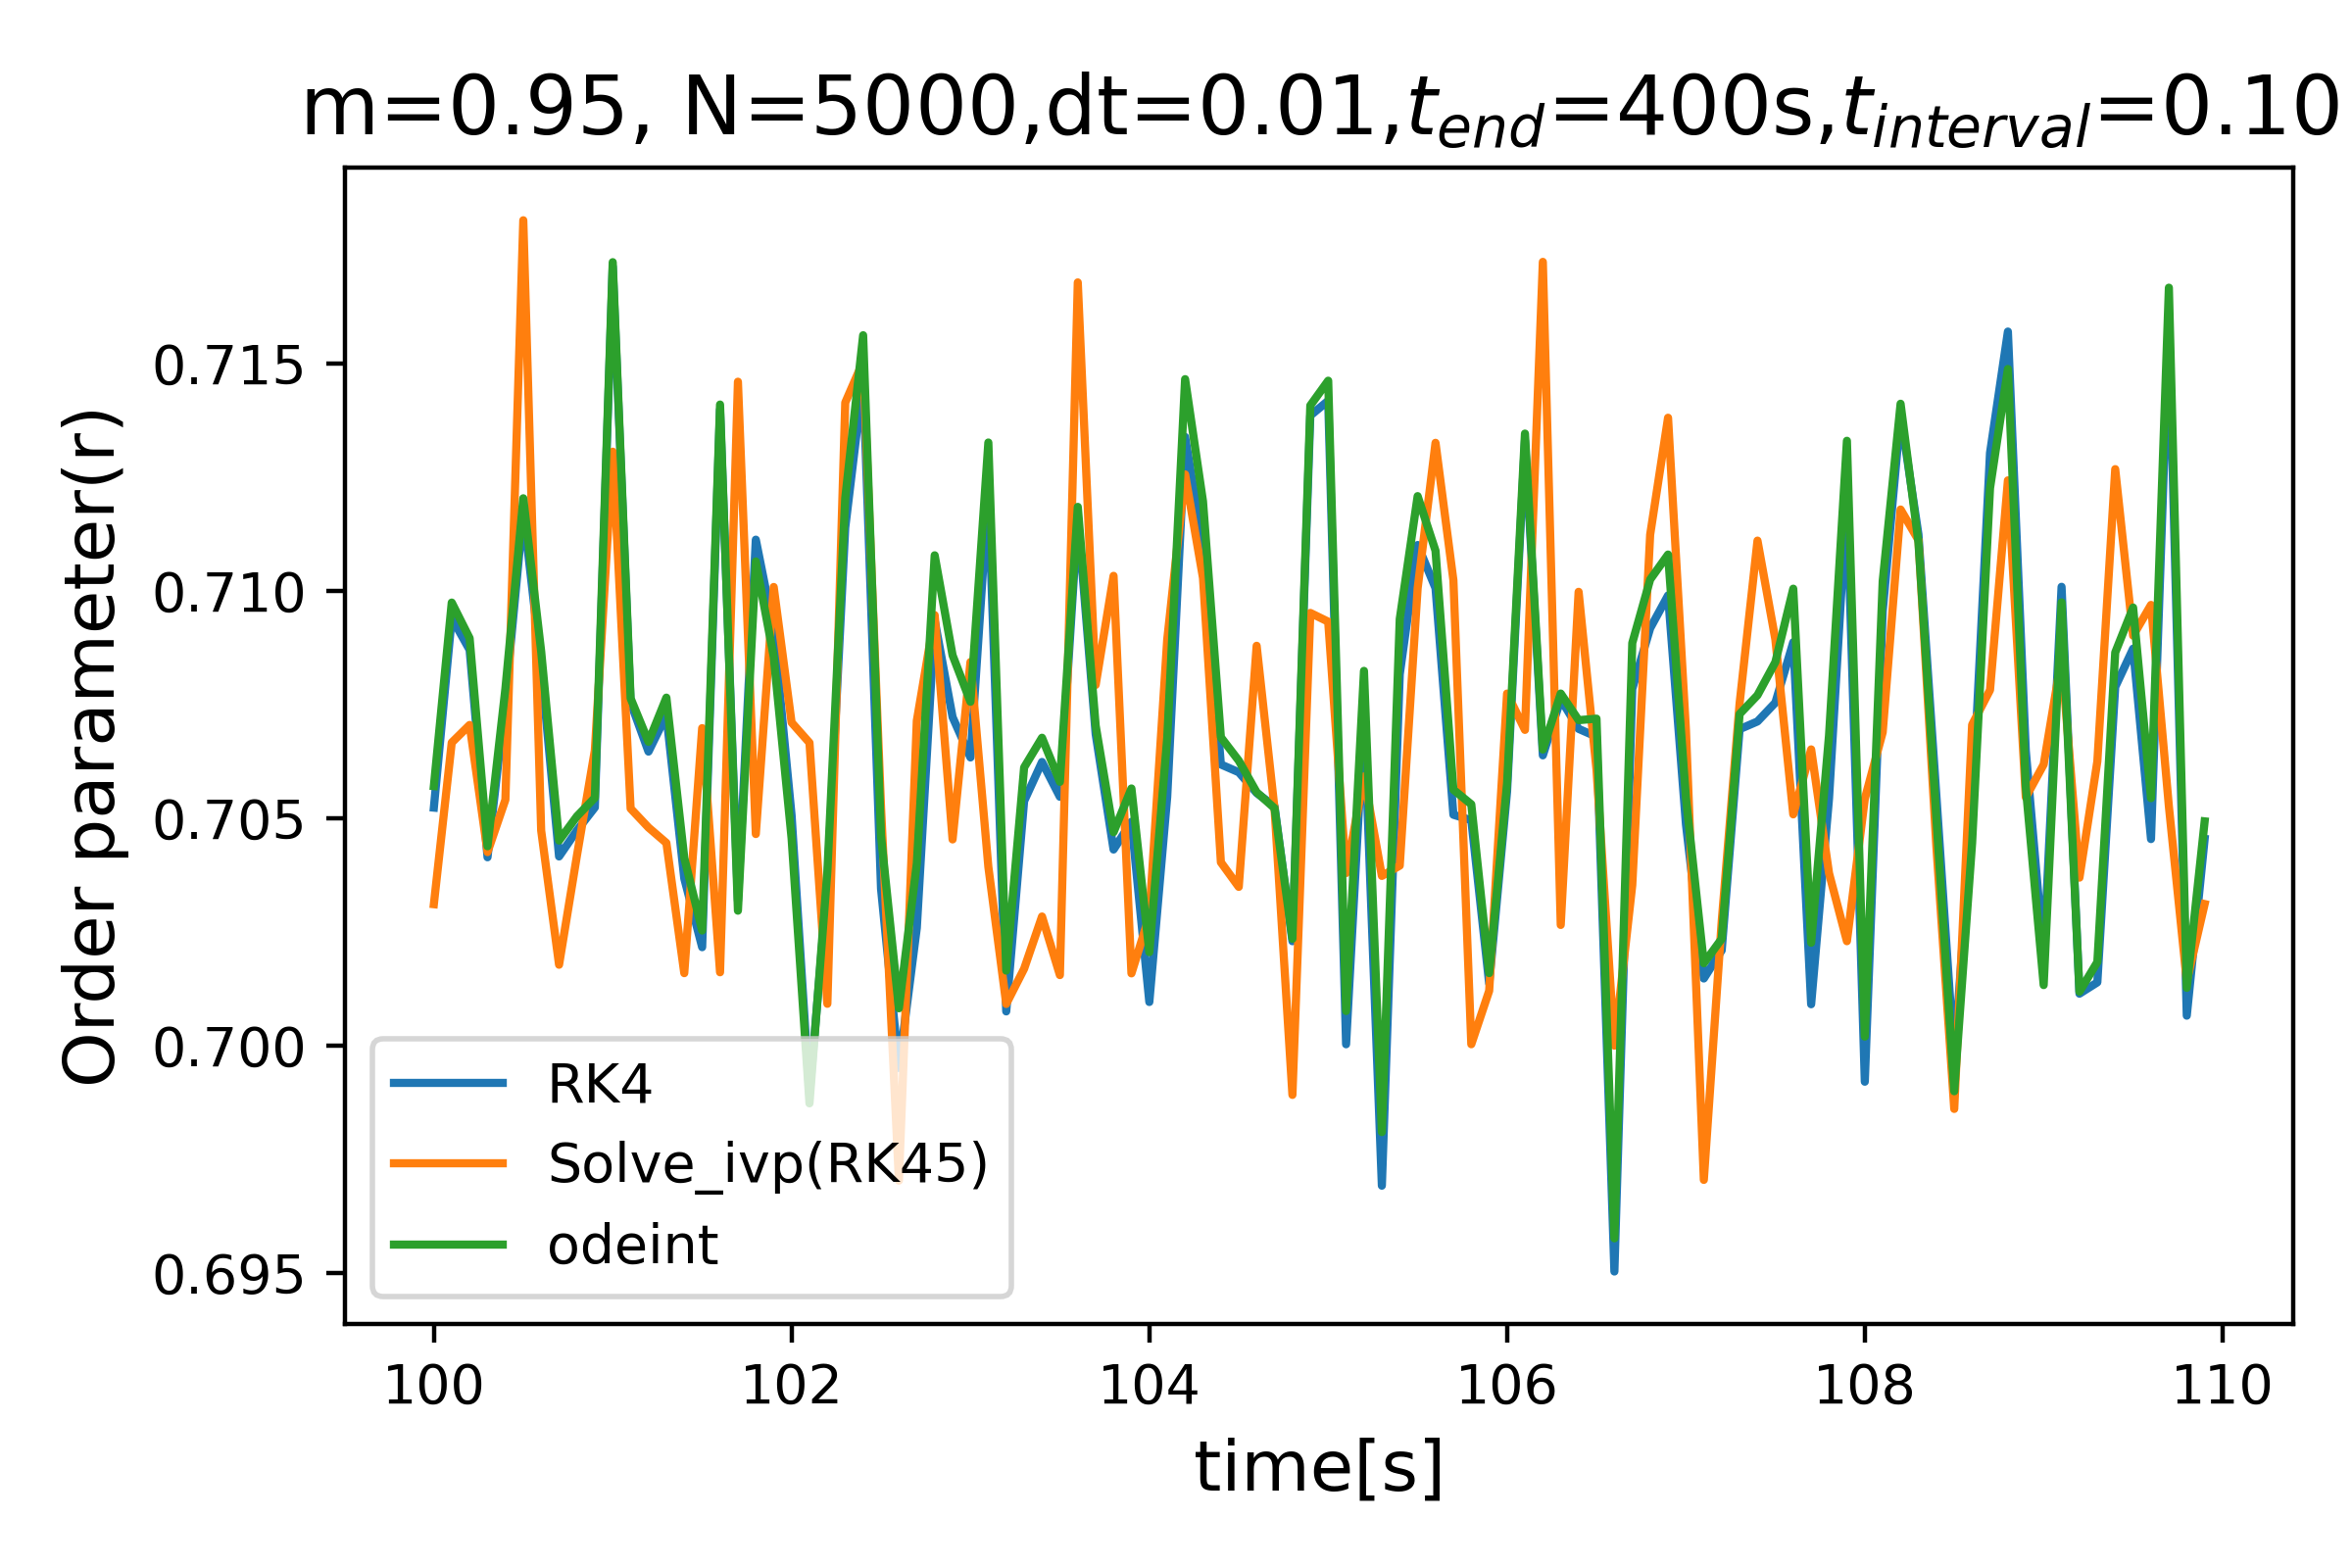 m=0.95, N=5000,dt=0.01,t_end=400s,t_interval=0.10
Order parameter(r)
0.715
0.710
0.705
0.700
0.695
RK4
Solve_ivp(RK45)
odeint
100 102 104 106 108 110
time[s]